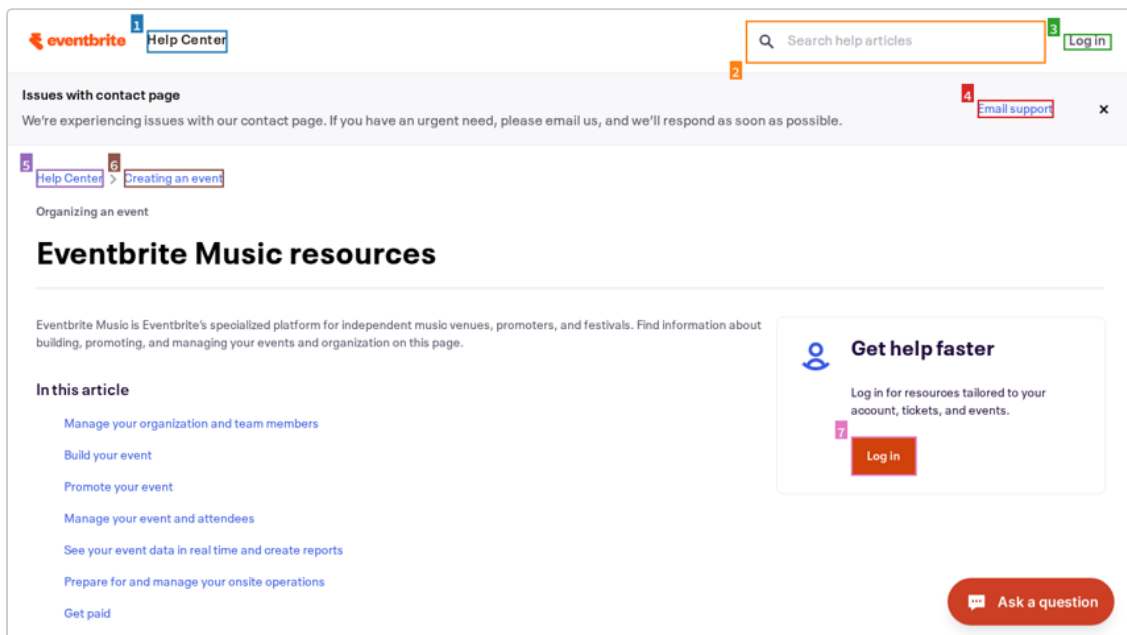 1
eventbrite Help Center
Search help articles
2
3
Log in
Issues with contact page
We're experiencing issues with our contact page. If you have an urgent need, please email us, and we'll respond as soon as possible.
4
Email support
5
6
Help Center > Creating an event
Organizing an event
Eventbrite Music resources
Eventbrite Music is Eventbrite's specialized platform for independent music venues, promoters, and festivals. Find information about
building, promoting, and managing your events and organization on this page.
In this article
Manage your organization and team members
Build your event
Promote your event
Manage your event and attendees
See your event data in real time and create reports
Prepare for and manage your onsite operations
Get paid
Get help faster
Log in for resources tailored to your
account, tickets, and events.
7
Log in
Ask a question